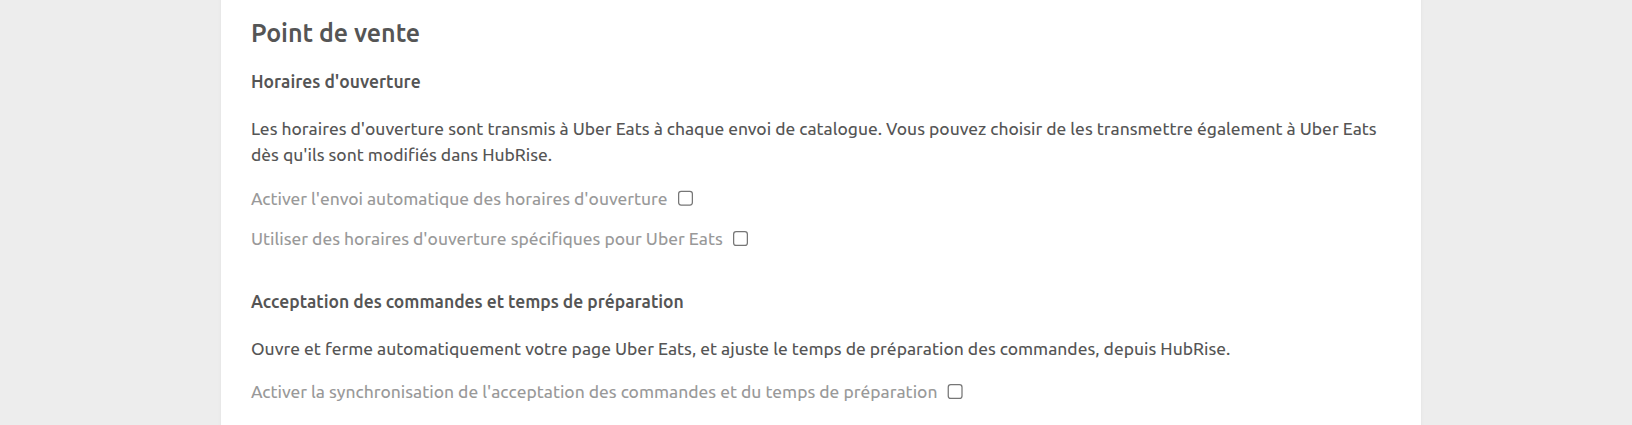 Point de vente
Horaires d'ouverture
Les horaires d'ouverture sont transmis à Uber Eats à chaque envoi de catalogue. Vous pouvez choisir de les transmettre également à Uber Eats
dès qu'ils sont modifiés dans HubRise.
Activer l'envoi automatique des horaires d'ouverture
Utiliser des horaires d'ouverture spécifiques pour Uber Eats
Acceptation des commandes et temps de préparation
Ouvre et ferme automatiquement votre page Uber Eats, et ajuste le temps de préparation des commandes, depuis HubRise.
Activer la synchronisation de l'acceptation des commandes et du temps de préparation